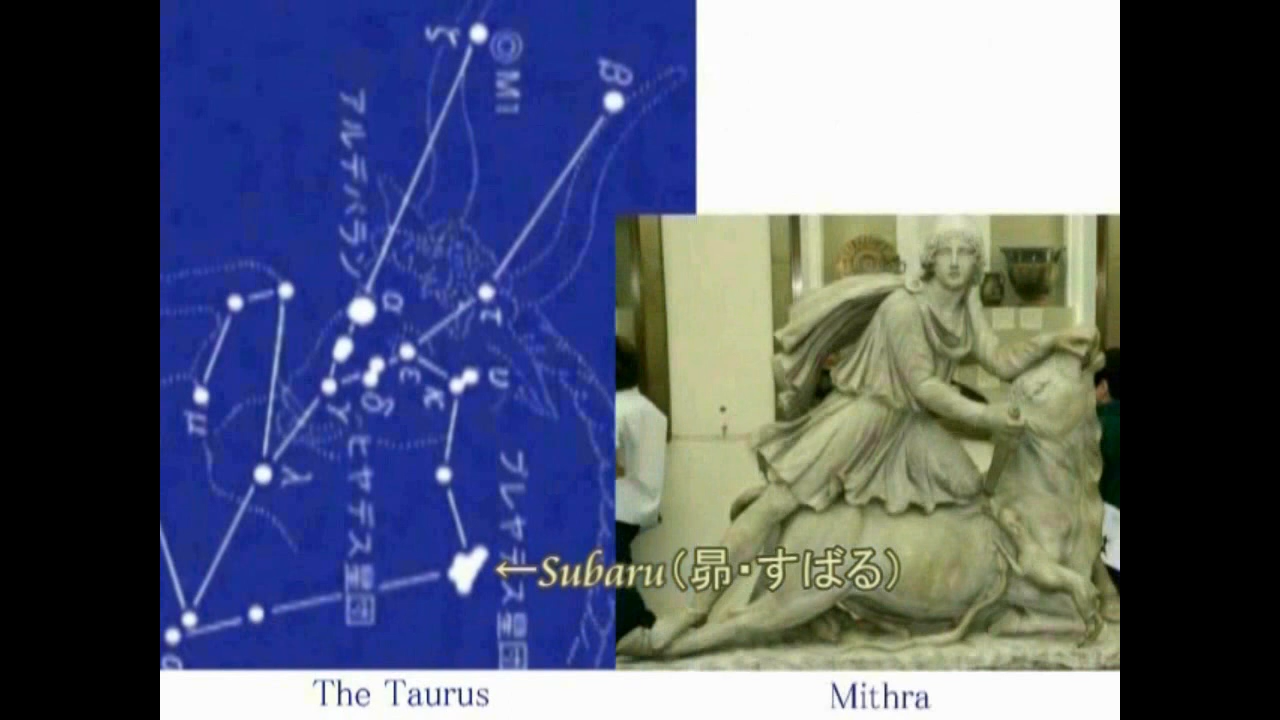 ζ
M1
β
アルデバラン
α
τ
ε
υ
κ
δ
γ
μ
λ
ヒヤデス星団
プレヤデス星団
←Subaru(昴・すばる)
The Taurus
Mithra